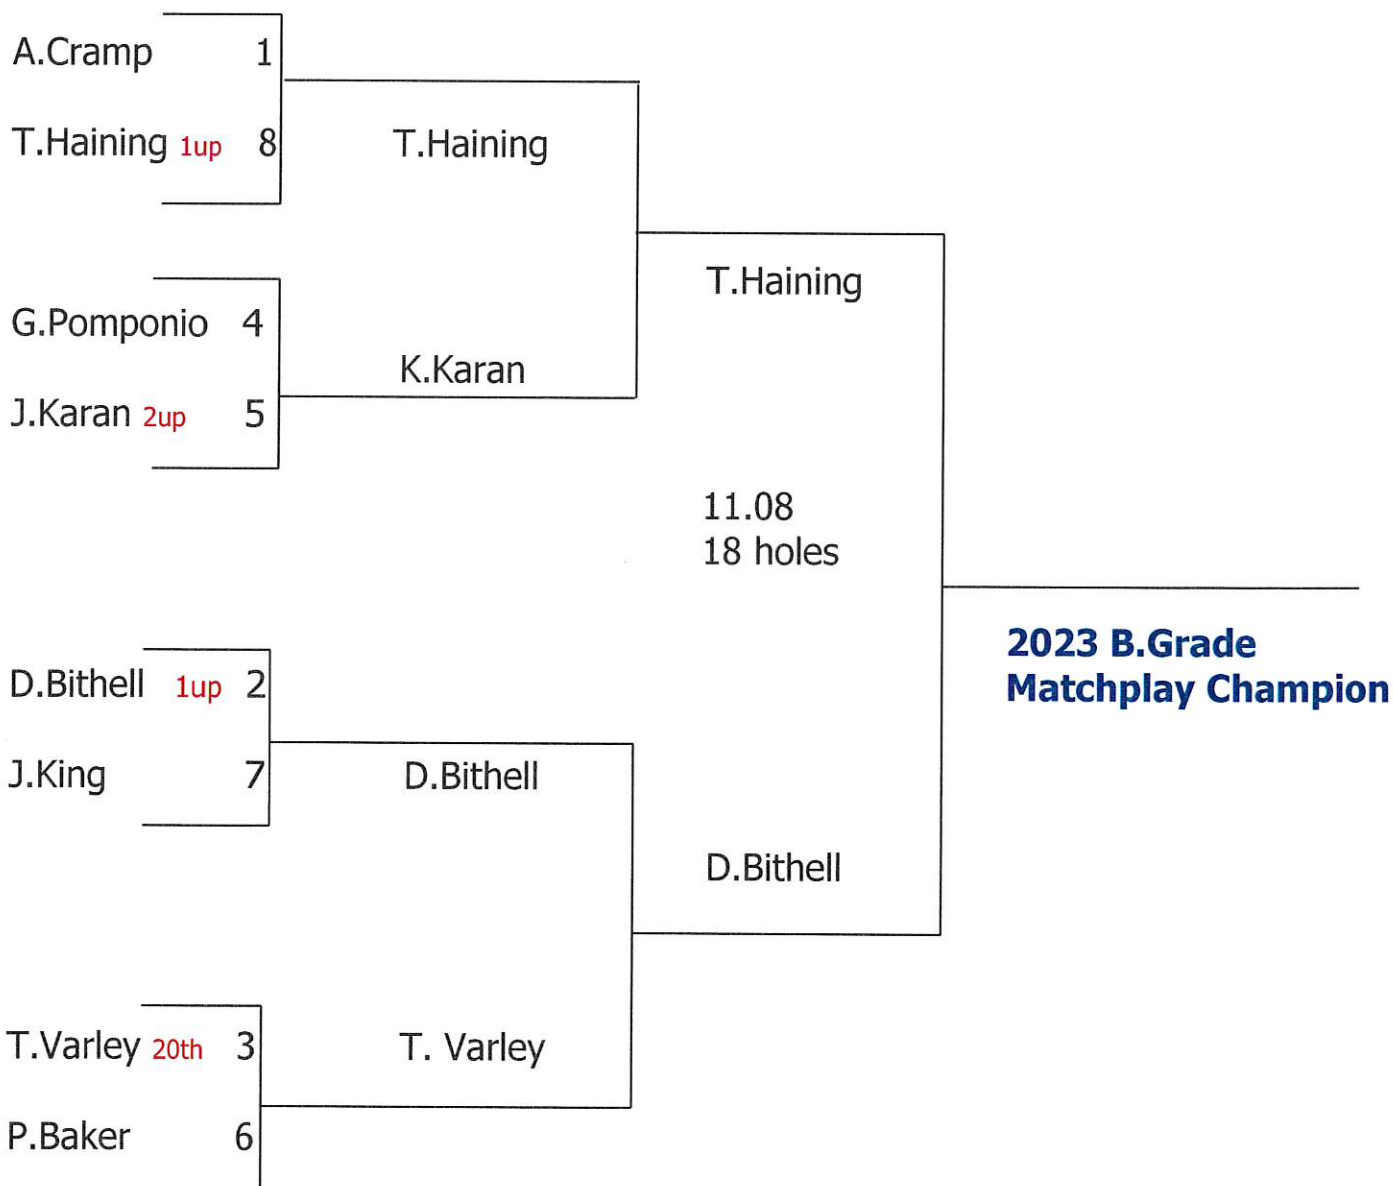 A.Cramp 1
T.Haining 1up 8
T.Haining
T.Haining
G.Pomponio 4
K.Karan
J.Karan 2up 5
11.08
18 holes
2023 B.Grade
Matchplay Champion
D.Bithell 1up 2
J.King 7
D.Bithell
D.Bithell
T.Varley 20th 3
T. Varley
P.Baker 6